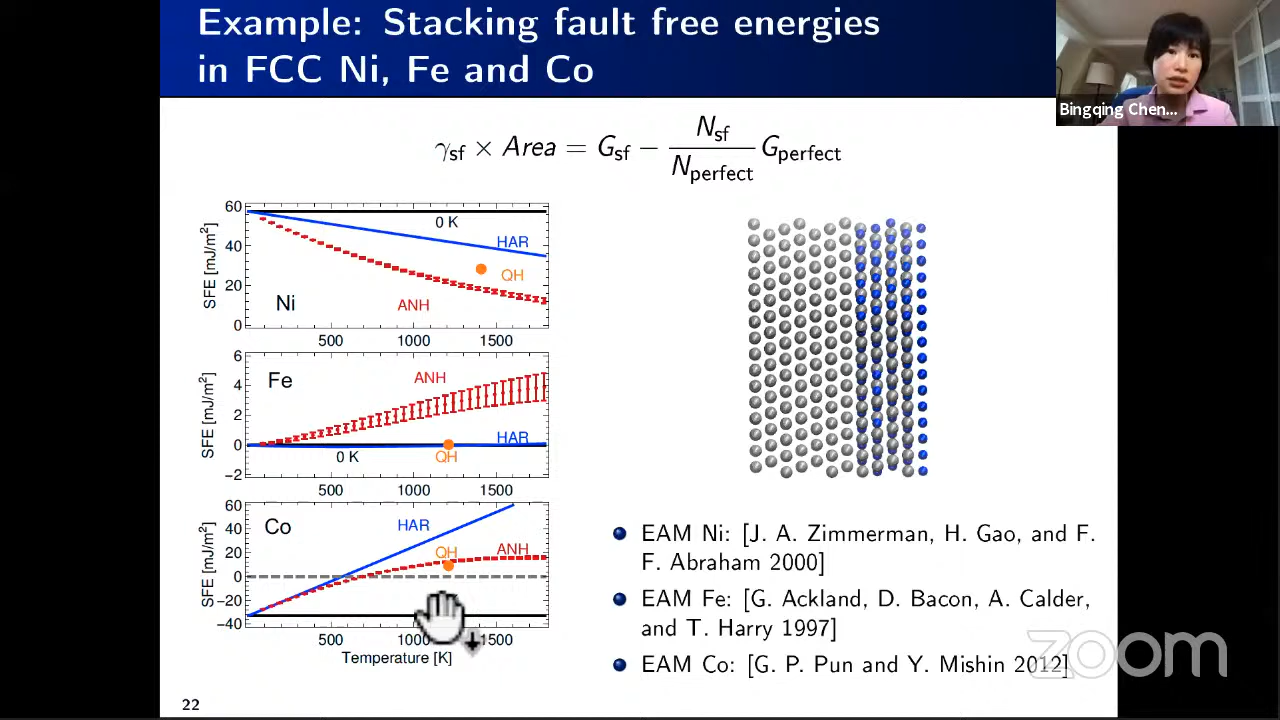 Example: Stacking fault free energies
in FCC Ni, Fe and Co
Bingqing Chen...
γsf × Area = Gsf − Nsf/Nperfect Gperfect
60
40
20
0
SFE [mJ/m²]
0 K
HAR
QH
ANH
Ni
500 1000 1500
6
4
2
0
−2
SFE [mJ/m²]
Fe
ANH
HAR
0 K
QH
500 1000 1500
60
40
20
0
−20
−40
SFE [mJ/m²]
Co
HAR
QH
ANH
500 1000 1500
Temperature [K]
EAM Ni: [J. A. Zimmerman, H. Gao, and F.
F. Abraham 2000]
EAM Fe: [G. Ackland, D. Bacon, A. Calder,
and T. Harry 1997]
EAM Co: [G. P. Pun and Y. Mishin 2012]
zoom
22